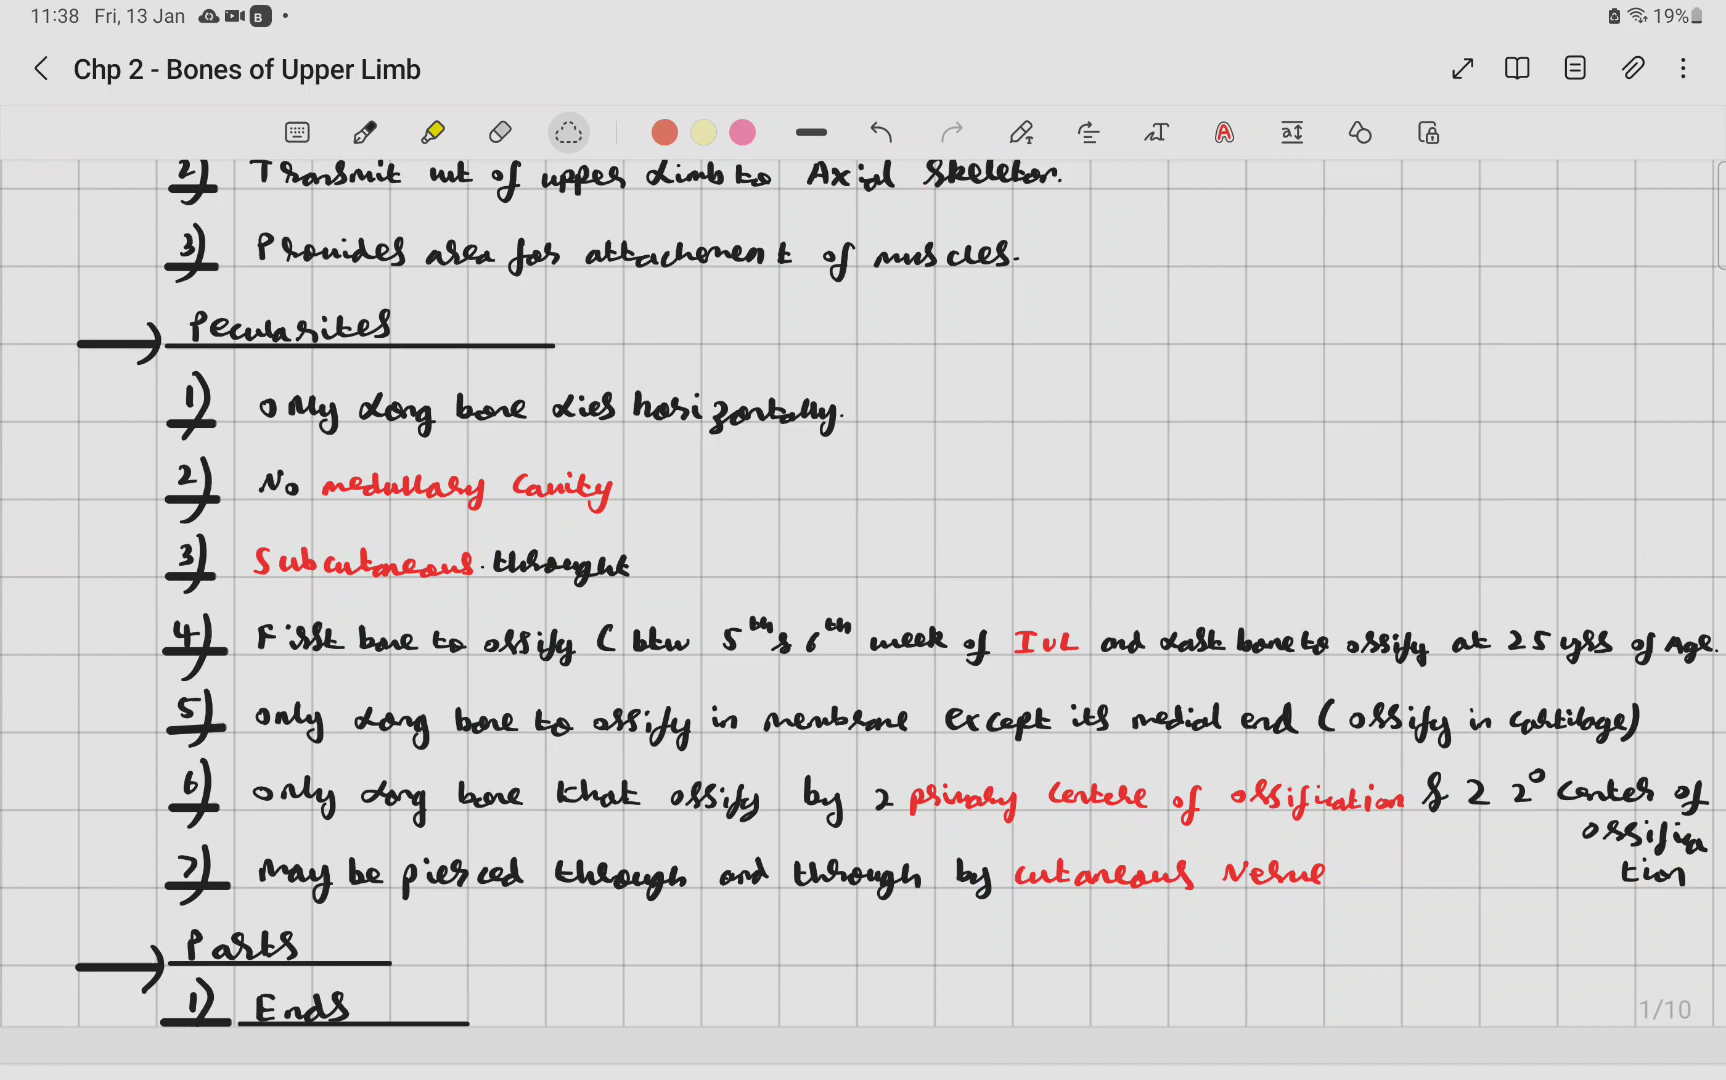 11:38 Fri, 13 Jan B 19%
Chp 2 - Bones of Upper Limb
2) Transmit wt of upper Limb to Axial skeleton.
3) Provides area for attachement of muscles.
Pecularites
1) only Long bone Lies horizontally.
2) No medullary Cavity
3) Subcutaneous throught
4) First bone to ossify ( btw 5th & 6th week of IUL and Last bone to ossify at 25 yrs of Age.
5) only Long bone to ossify in membrane except its medial end ( ossify in cartilage)
6) only Long bone that ossify by 2 primary centere of ossification & 2 2° center of
ossifica
tion
7) May be pierced through and through by cutaneous Nerve
Parts
1) Ends
1/10